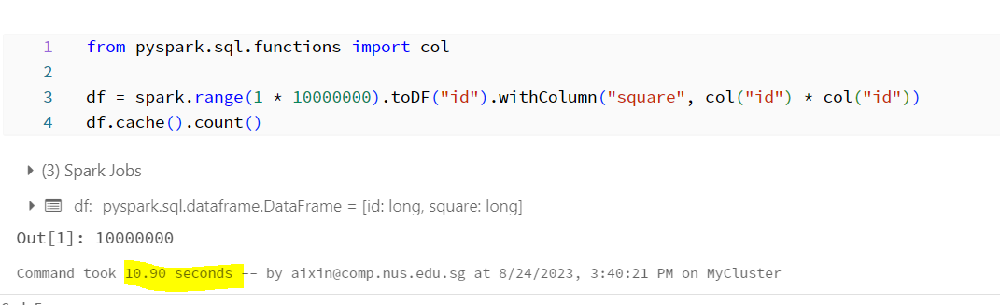 1 from pyspark.sql.functions import col
2
3 df = spark.range(1 * 10000000).toDF("id").withColumn("square", col("id") * col("id"))
4 df.cache().count()
(3) Spark Jobs
df: pyspark.sql.dataframe.DataFrame = [id: long, square: long]
Out[1]: 10000000
Command took 10.90 seconds -- by aixin@comp.nus.edu.sg at 8/24/2023, 3:40:21 PM on MyCluster